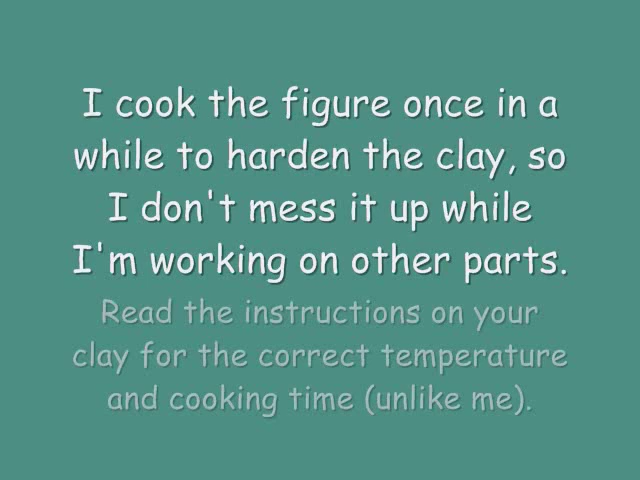 I cook the figure once in a
while to harden the clay, so
I don't mess it up while
I'm working on other parts.
Read the instructions on your
clay for the correct temperature
and cooking time (unlike me).